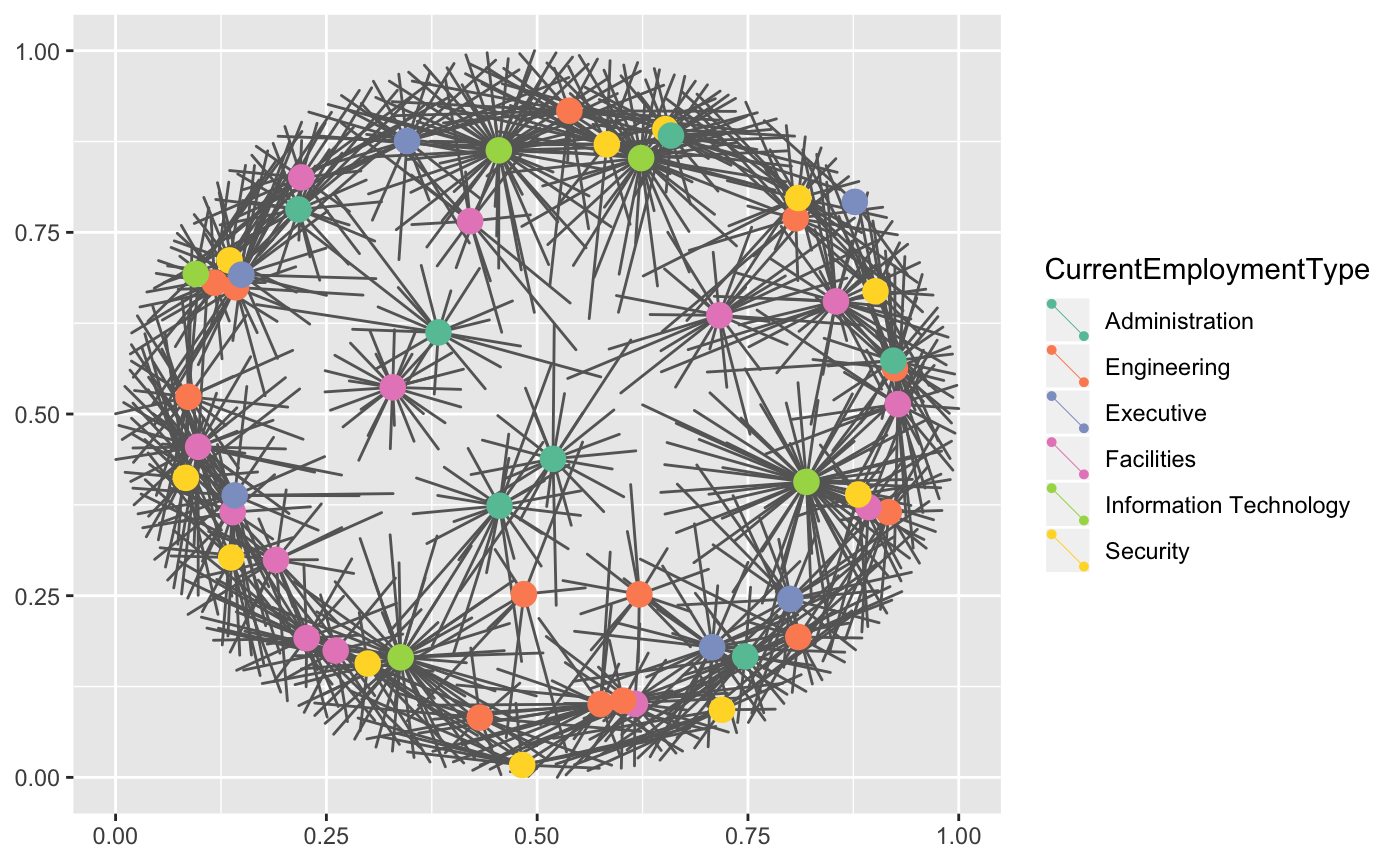 1.00
0.75
0.50
0.25
0.00
0.00 0.25 0.50 0.75 1.00
CurrentEmploymentType
Administration
Engineering
Executive
Facilities
Information Technology
Security